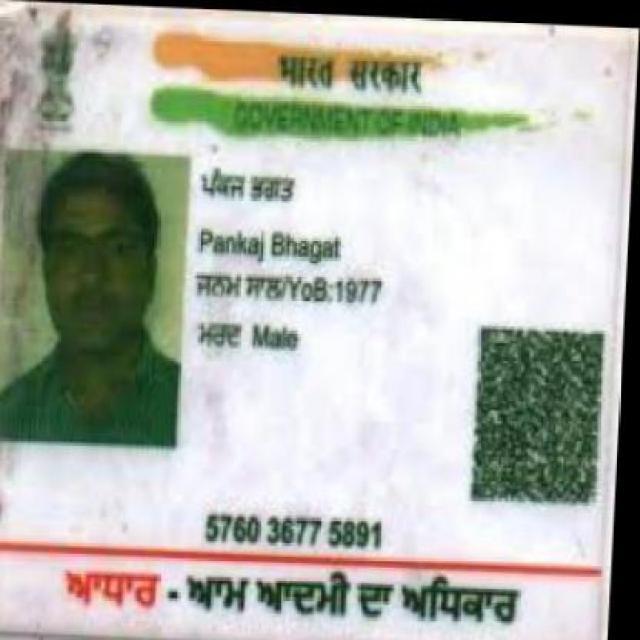 भारत सरकार
GOVERNMENT OF INDIA
ਪੰਕਜ ਭਗਤ
Pankaj Bhagat
ਜਨਮ ਸਾਲ/YoB:1977
ਮਰਦ Male
5760 3677 5891
ਆਧਾਰ - ਆਮ ਆਦਮੀ ਦਾ ਅਧਿਕਾਰ